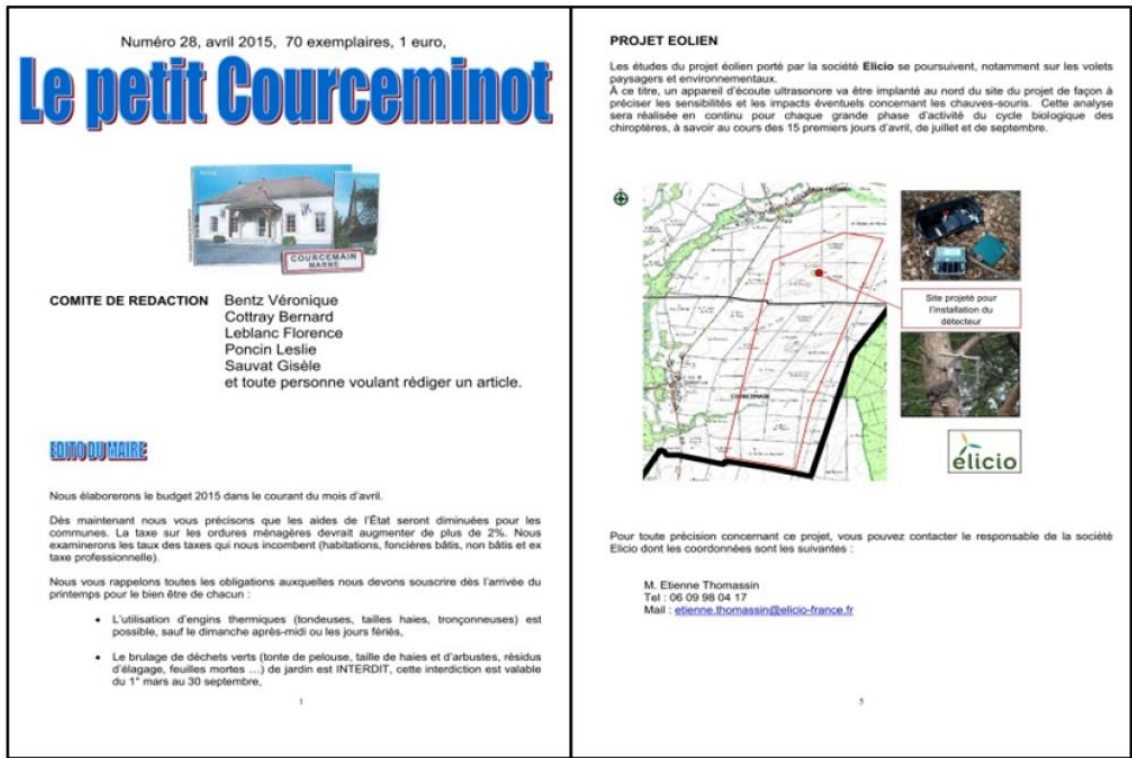 Numéro 28, avril 2015, 70 exemplaires, 1 euro,
Le petit Courceminot
COURCEMAIN
MARNE
COMITE DE REDACTION Bentz Véronique
Cottray Bernard
Leblanc Florence
Poncin Leslie
Sauvat Gisèle
et toute personne voulant rédiger un article.
EDITO DU MAIRE
Nous élaborerons le budget 2015 dans le courant du mois d'avril.
Dès maintenant nous vous précisons que les aides de l'État seront diminuées pour les
communes. La taxe sur les ordures ménagères devrait augmenter de plus de 2%. Nous
examinerons les taux des taxes qui nous incombent (habitations, foncières bâtis, non bâtis et ex
taxe professionnelle).
Nous vous rappelons toutes les obligations auxquelles nous devons souscrire dès l'arrivée du
printemps pour le bien être de chacun :
• L'utilisation d'engins thermiques (tondeuses, tailles haies, tronçonneuses) est
possible, sauf le dimanche après-midi ou les jours fériés,
• Le brulage de déchets verts (tonte de pelouse, taille de haies et d'arbustes, résidus
d'élagage, feuilles mortes …) de jardin est INTERDIT, cette interdiction est valable
du 1° mars au 30 septembre,
1
PROJET EOLIEN
Les études du projet éolien porté par la société Elicio se poursuivent, notamment sur les volets
paysagers et environnementaux.
À ce titre, un appareil d'écoute ultrasonore va être implanté au nord du site du projet de façon à
préciser les sensibilités et les impacts éventuels concernant les chauves-souris. Cette analyse
sera réalisée en continu pour chaque grande phase d'activité du cycle biologique des
chiroptères, à savoir au cours des 15 premiers jours d'avril, de juillet et de septembre.
Site projeté pour
l'installation du
détecteur
COURCEMAIN
elicio
Pour toute précision concernant ce projet, vous pouvez contacter le responsable de la société
Elicio dont les coordonnées sont les suivantes :
M. Etienne Thomassin
Tel : 06 09 98 04 17
Mail : etienne.thomassin@elicio-france.fr
5